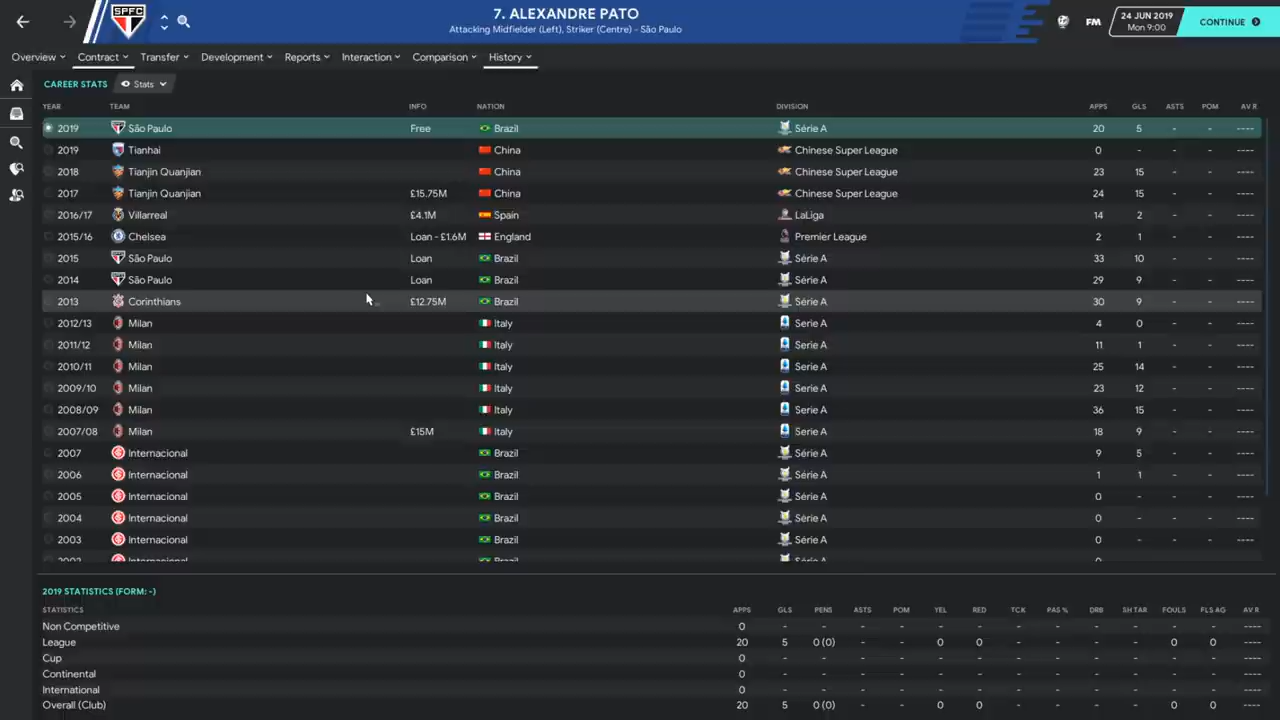 SPFC
7. ALEXANDRE PATO
Attacking Midfielder (Left), Striker (Centre) - São Paulo
FM
24 JUN 2019
Mon 9:00
CONTINUE
Overview Contract Transfer Development Reports Interaction Comparison History
CAREER STATS Stats
YEAR TEAM INFO NATION DIVISION APPS GLS ASTS POM AV R
2019 São Paulo Free Brazil Série A 20 5 - - ----
2019 Tianhai China Chinese Super League 0 - - - ----
2018 Tianjin Quanjian China Chinese Super League 23 15 - - ----
2017 Tianjin Quanjian £15.75M China Chinese Super League 24 15 - - ----
2016/17 Villarreal £4.1M Spain LaLiga 14 2 - - ----
2015/16 Chelsea Loan - £1.6M England Premier League 2 1 - - ----
2015 São Paulo Loan Brazil Série A 33 10 - - ----
2014 São Paulo Loan Brazil Série A 29 9 - - ----
2013 Corinthians £12.75M Brazil Série A 30 9 - - ----
2012/13 Milan Italy Serie A 4 0 - - ----
2011/12 Milan Italy Serie A 11 1 - - ----
2010/11 Milan Italy Serie A 25 14 - - ----
2009/10 Milan Italy Serie A 23 12 - - ----
2008/09 Milan Italy Serie A 36 15 - - ----
2007/08 Milan £15M Italy Serie A 18 9 - - ----
2007 Internacional Brazil Série A 9 5 - - ----
2006 Internacional Brazil Série A 1 1 - - ----
2005 Internacional Brazil Série A 0 - - - ----
2004 Internacional Brazil Série A 0 - - - ----
2003 Internacional Brazil Série A 0 - - - ----
2002 Internacional Brazil Série A 0 - - - ----
2019 STATISTICS (FORM: -)
STATISTICS APPS GLS PENS ASTS POM YEL RED TCK PAS % DRB SH TAR FOULS FLS AG AV R
Non Competitive 0 - - - - - - - - - - - - ----
League 20 5 0 (0) - - 0 0 - - - - 0 0 ----
Cup 0 - - - - - - - - - - - - ----
Continental 0 - - - - - - - - - - - - ----
International 0 - - - - - - - - - - - - ----
Overall (Club) 20 5 0 (0) - - 0 0 - - - - 0 0 ----